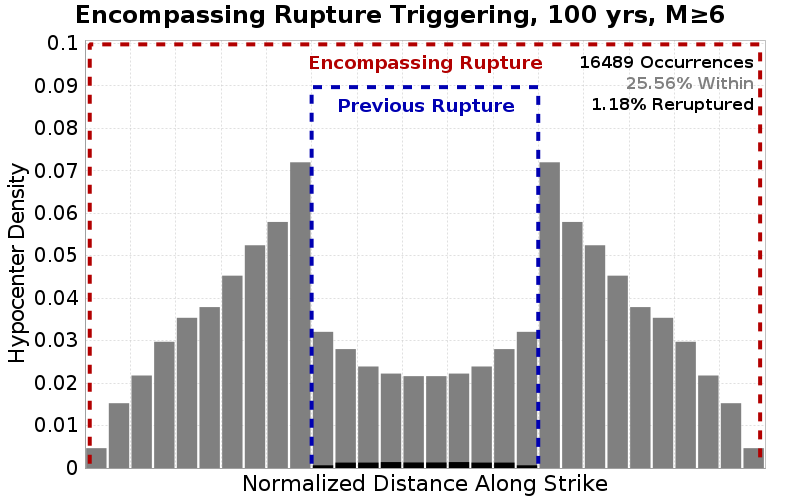 Encompassing Rupture Triggering, 100 yrs, M≥6
Encompassing Rupture
16489 Occurrences
25.56% Within
1.18% Reruptured
Previous Rupture
Hypocenter Density
0.1
0.09
0.08
0.07
0.06
0.05
0.04
0.03
0.02
0.01
0
Normalized Distance Along Strike